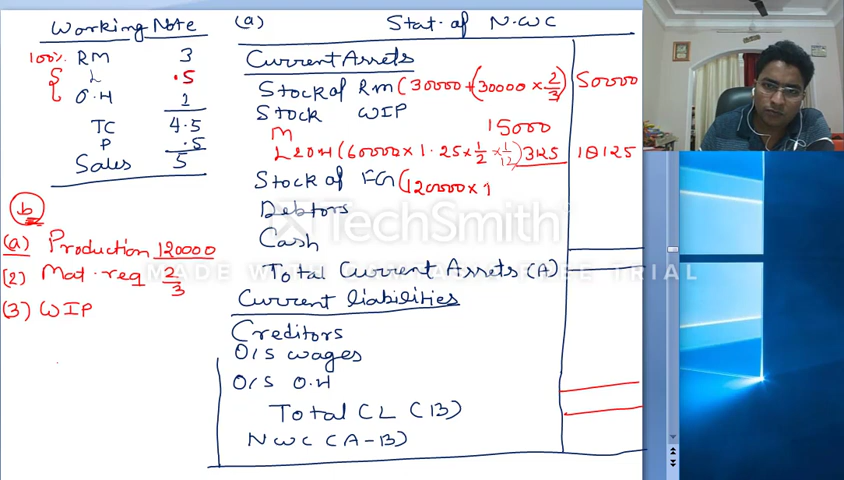 Working Note
100% RM 3
L .5
O.H 1
TC 4.5
P .5
Sales 5
(b)
(a) Production 120000
(2) Mat. req 2/3
(3) WIP
(a) Stat. of N.WC
Current Assets
Stock of Rm (30000 + (30000 × 2/3) 50000
Stock WIP
M 15000
L & O.H (60000 × 1.25 × 1/2 × 1/12) 3125 18125
Stock of FG (120000 × 1
Debtors
Cash
Total Current Assets (A)
Current liabilities
Creditors
O/S wages
O/S O.H
Total CL (B)
NWC (A-B)
TechSmith
MADE WITH FREE TRIAL